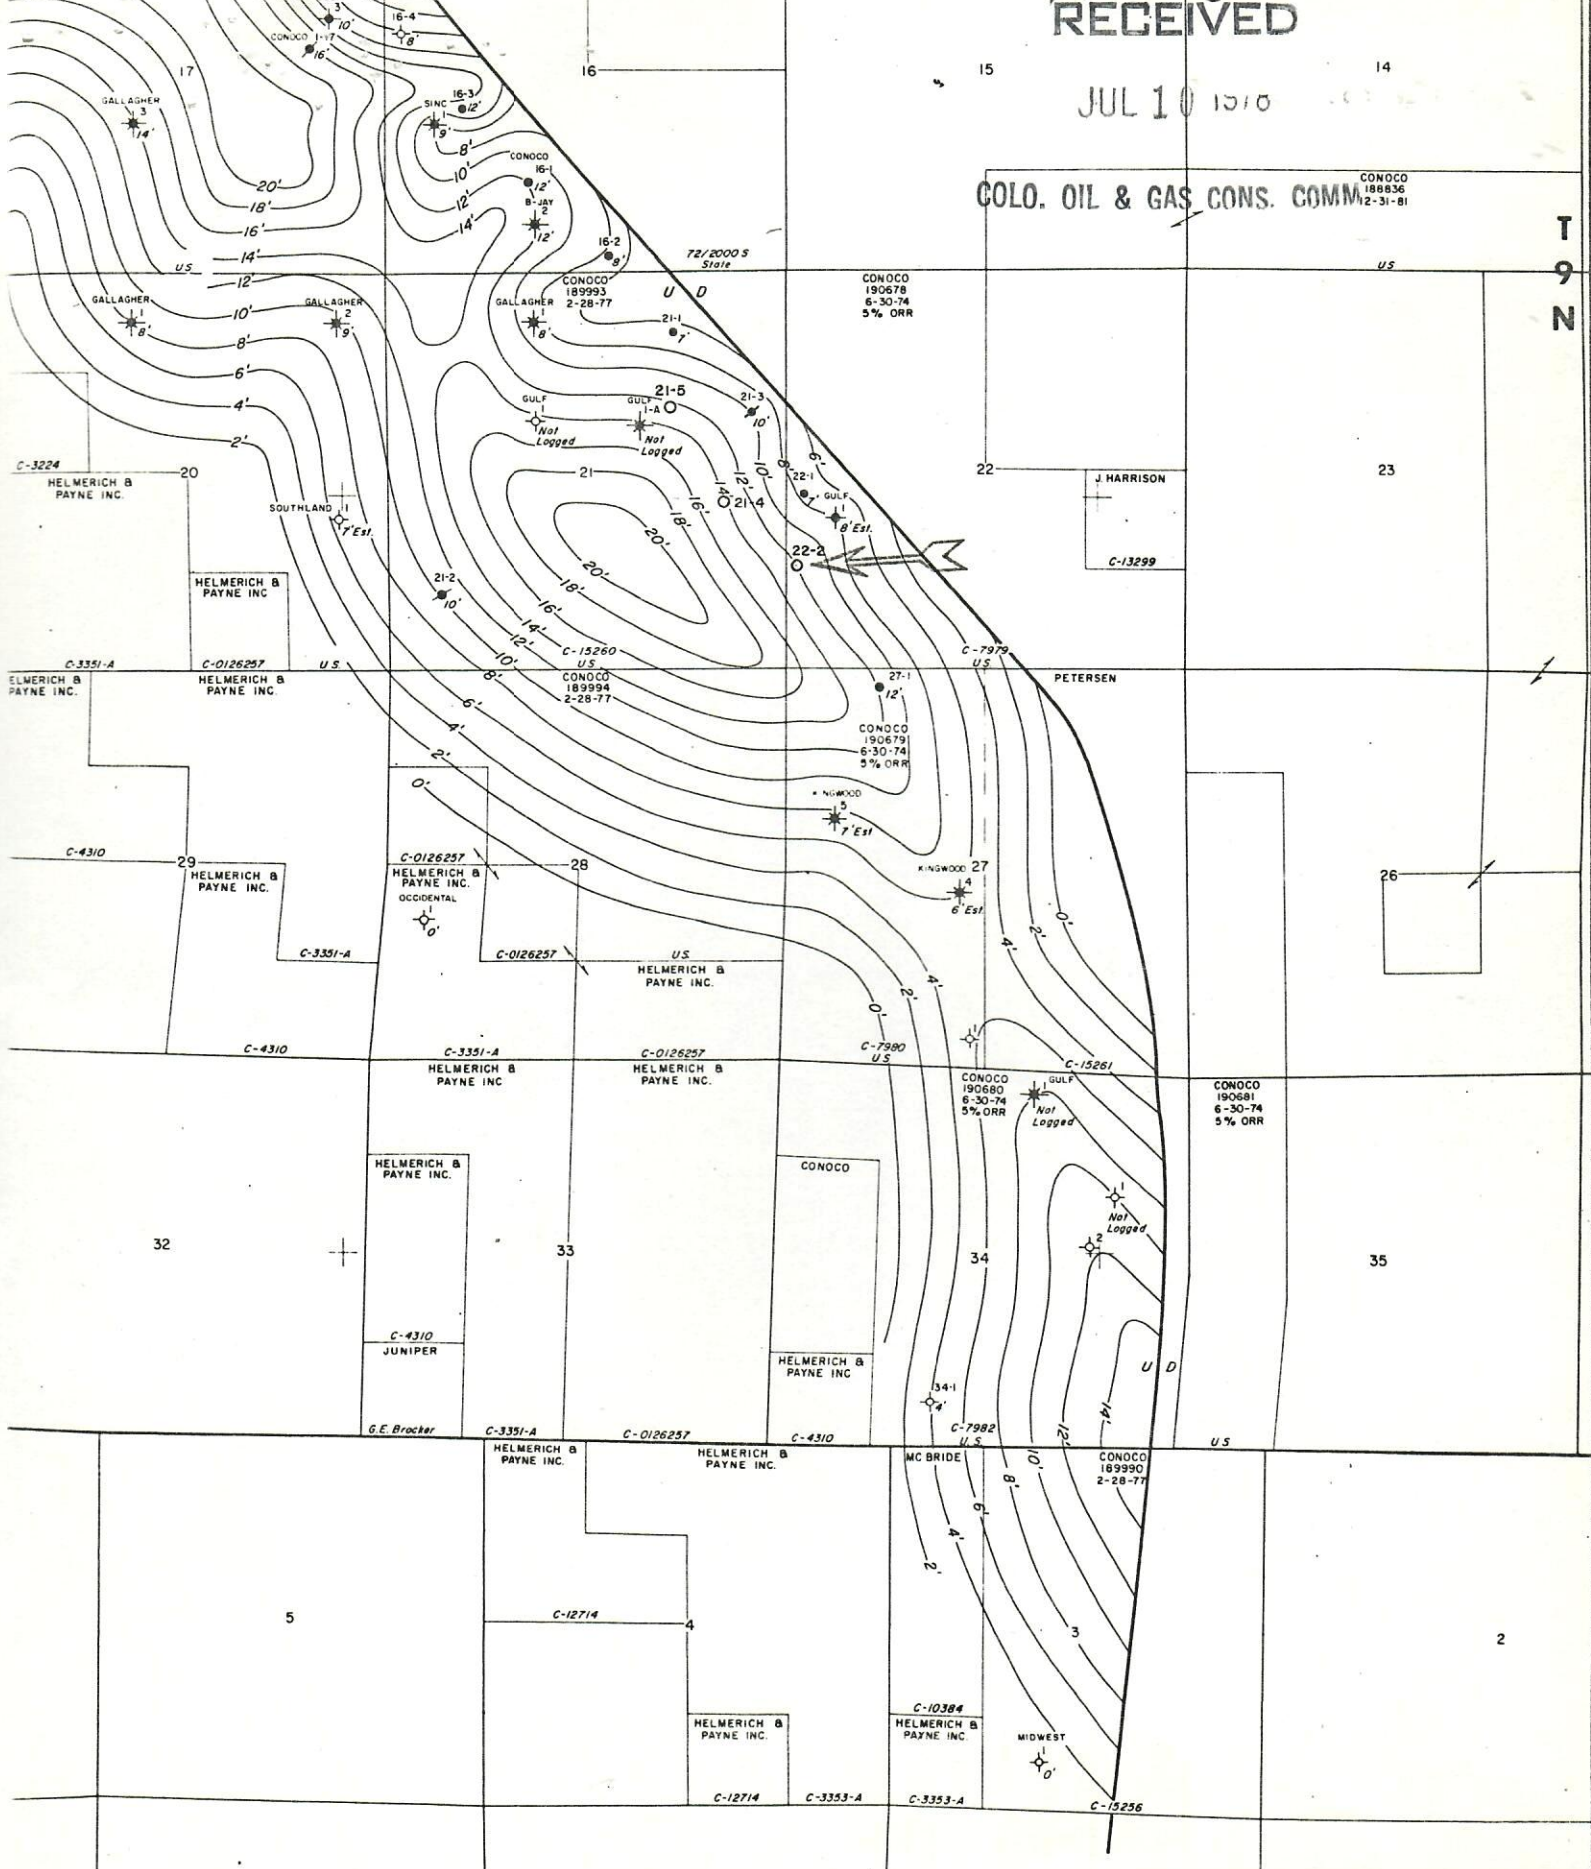 RECEIVED
JUL 10
COLO. OIL & GAS CONS. COMM.
T
9
N
3
10'
16-4
8'
CONOCO 1-17
16'
17
16
15
14
GALLAGHER
3
14'
SINC
1
9'
16-3
12'
8'
10'
12'
14'
CONOCO
16-1
12'
B-JAY
2
12'
16-2
8'
20'
18'
16'
14'
12'
10'
8'
6'
4'
2'
CONOCO
188836
12-31-81
72/2000 S
State
US
US
CONOCO
189993
2-28-77
U D
CONOCO
190678
6-30-74
5% ORR
GALLAGHER
1
8'
GALLAGHER
2
9'
GALLAGHER
1
8'
21-1
7'
GULF
1
Not
Logged
GULF
1-A
Not
Logged
21-5
21-3
10'
6'
8'
10'
12'
14'
16'
18'
20'
C-3224
20
HELMERICH &
PAYNE INC.
21
22
23
J. HARRISON
C-13299
SOUTHLAND
1
7' Est.
21-4
22-1
7'
GULF
1
8' Est.
22-2
HELMERICH &
PAYNE INC
21-2
10'
20'
18'
16'
14'
12'
10'
8'
6'
4'
2'
0'
C-15260
U.S.
CONOCO
189994
2-28-77
C-7979
U.S.
PETERSEN
C-3351-A
C-0126257
U.S.
ELMERICH &
PAYNE INC.
HELMERICH &
PAYNE INC.
27-1
12'
CONOCO
190679
6-30-74
5% ORR
NGWOOD
5
7' Est
C-4310
29
HELMERICH &
PAYNE INC.
C-0126257
28
HELMERICH &
PAYNE INC.
OCCIDENTAL
1
0'
KINGWOOD 27
4
6' Est.
26
0'
2'
4'
C-3351-A
C-0126257
U.S.
HELMERICH &
PAYNE INC.
4'
2'
0'
1
C-4310
C-3351-A
C-0126257
C-7980
U S
C-15261
HELMERICH &
PAYNE INC
HELMERICH &
PAYNE INC.
CONOCO
190680
6-30-74
5% ORR
GULF
1
Not
Logged
CONOCO
190681
6-30-74
5% ORR
HELMERICH &
PAYNE INC.
CONOCO
1
Not
Logged
2
32
33
34
35
C-4310
JUNIPER
HELMERICH &
PAYNE INC
U D
34-1
4'
G.E. Brocker
C-3351-A
C-0126257
C-4310
C-7982
U.S.
U S
HELMERICH &
PAYNE INC.
HELMERICH &
PAYNE INC.
MC BRIDE
CONOCO
189990
2-28-77
14'
12'
10'
8'
6'
4'
2'
5
C-12714
4
3
2
HELMERICH &
PAYNE INC.
C-10384
HELMERICH &
PAYNE INC.
MIDWEST
1
0'
C-12714
C-3353-A
C-3353-A
C-15256